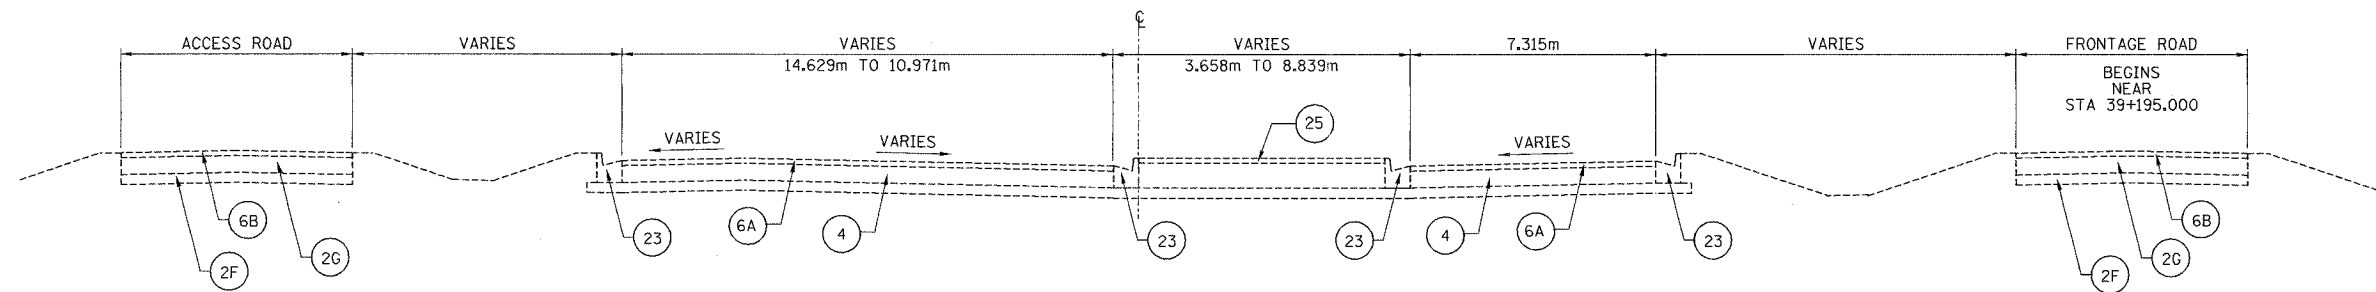 ℄
ACCESS ROAD
VARIES
VARIES
14.629m TO 10.971m
VARIES
3.658m TO 8.839m
7.315m
VARIES
FRONTAGE ROAD
BEGINS
NEAR
STA 39+195.000
VARIES
VARIES
25
VARIES
2F
6B
2G
23
6A
4
23
23
4
6A
23
2F
2G
6B